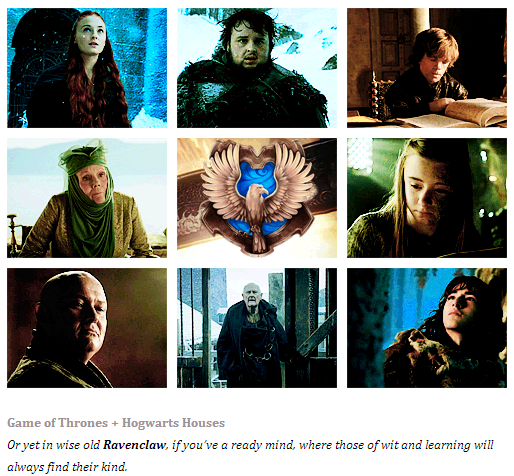 Game of Thrones + Hogwarts Houses
Or yet in wise old Ravenclaw, if you've a ready mind, where those of wit and learning will
always find their kind.